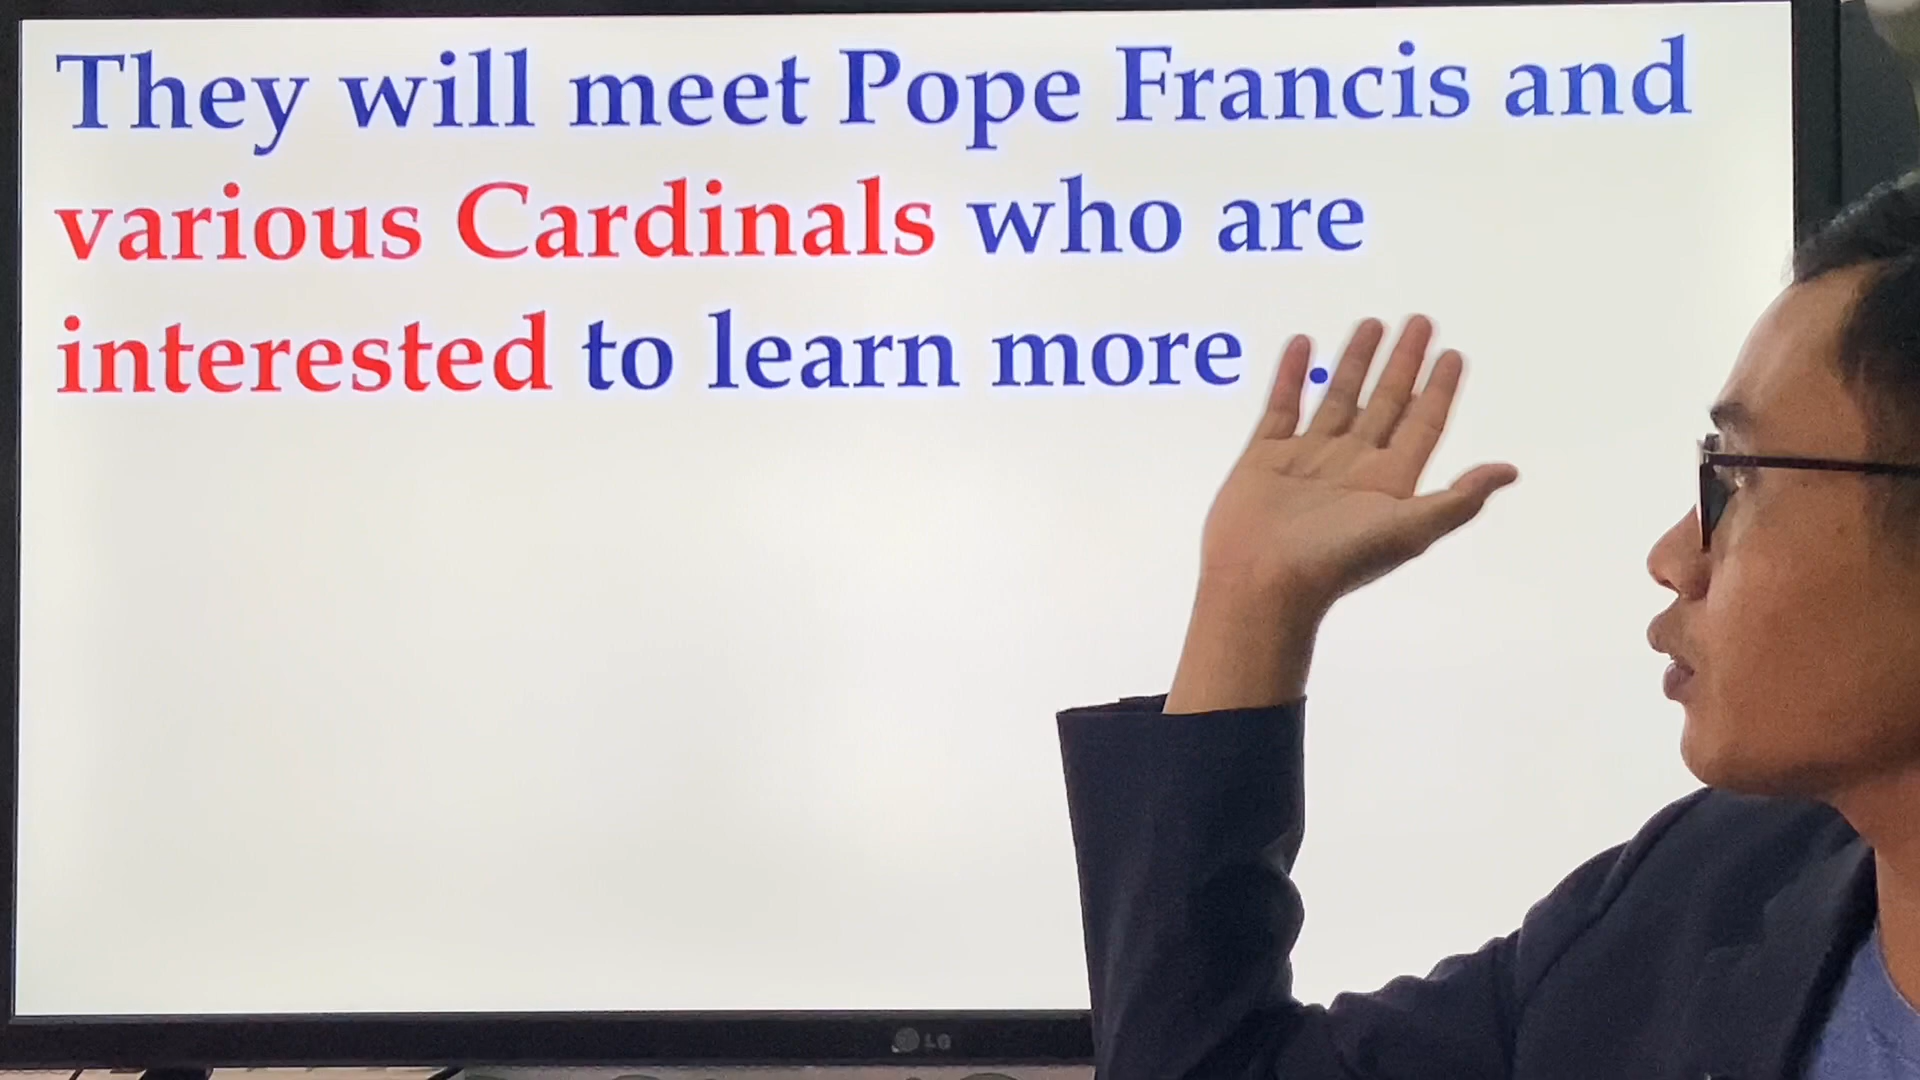 They will meet Pope Francis and
various Cardinals who are
interested to learn more .
LG